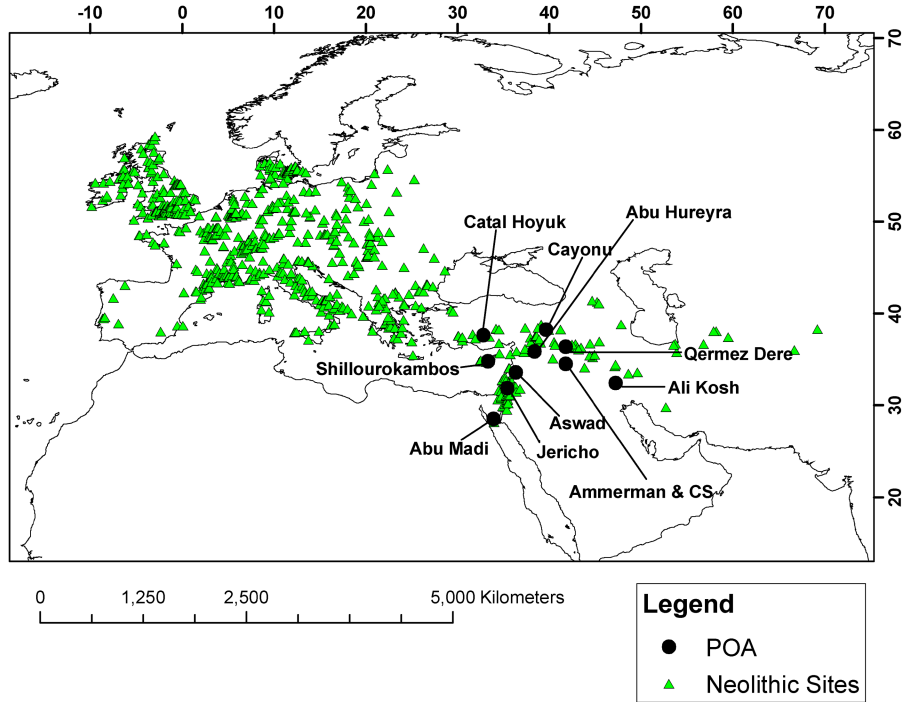 -10 0 10 20 30 40 50 60 70
70
60
50
40
30
20
Abu Hureyra
Catal Hoyuk
Cayonu
Qermez Dere
Shillourokambos
Ali Kosh
Aswad
Abu Madi
Jericho
Ammerman & CS
0 1,250 2,500 5,000 Kilometers
Legend
POA
Neolithic Sites